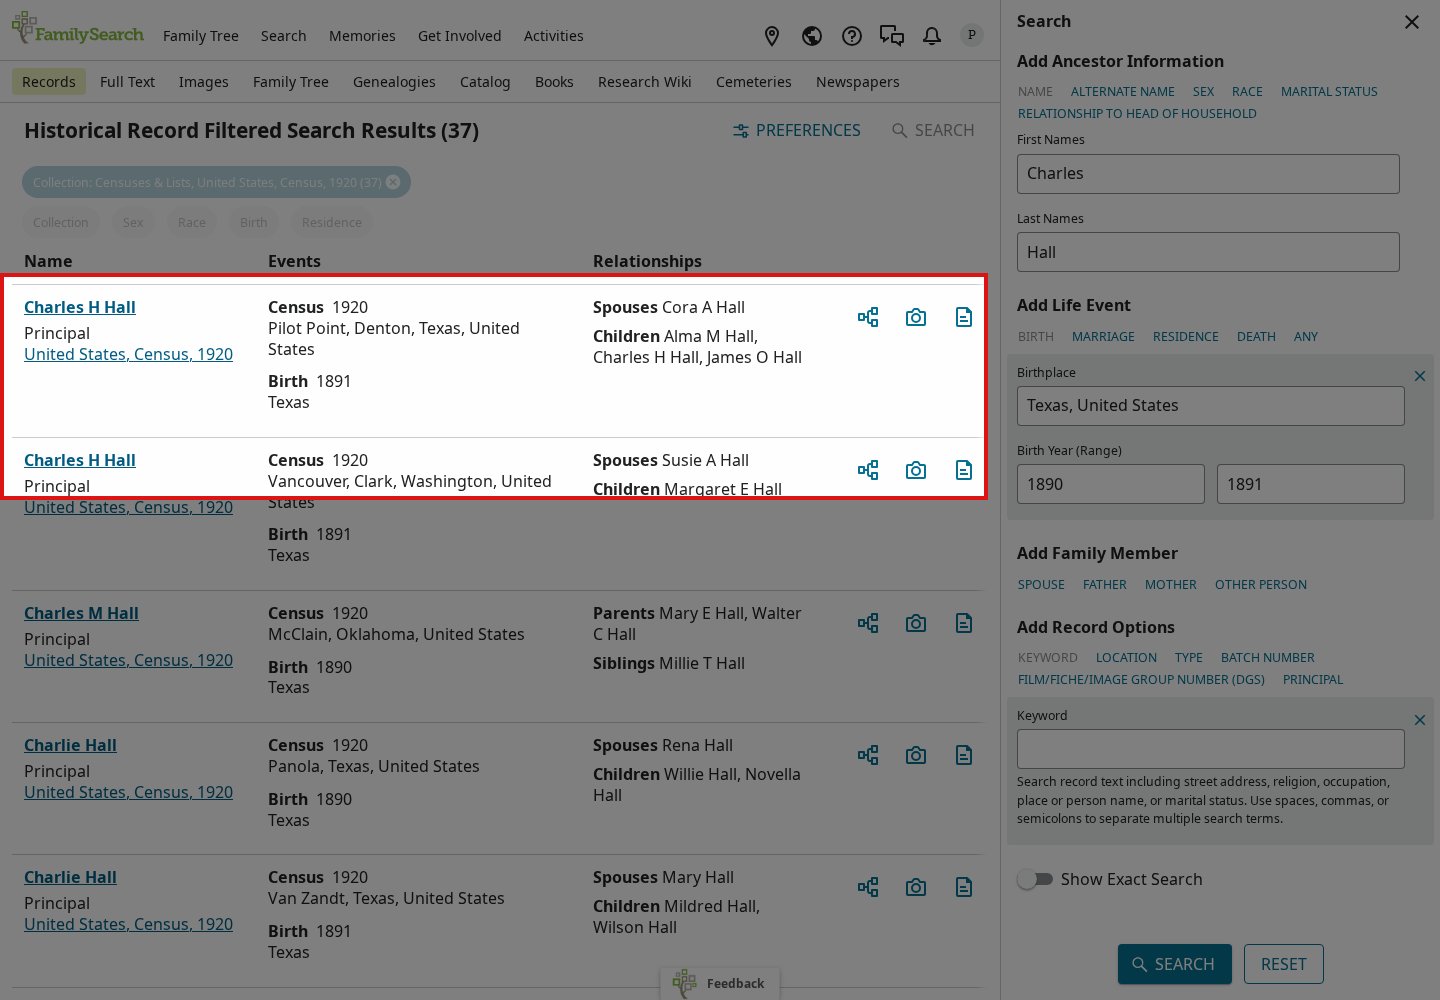 FamilySearch
Family Tree
Search
Memories
Get Involved
Activities
P
Records
Full Text
Images
Family Tree
Genealogies
Catalog
Books
Research Wiki
Cemeteries
Newspapers
Historical Record Filtered Search Results (37)
PREFERENCES
SEARCH
Collection: Censuses & Lists, United States, Census, 1920 (37)
Collection
Sex
Race
Birth
Residence
Name
Events
Relationships
Charles H Hall
Principal
United States, Census, 1920
Census 1920
Pilot Point, Denton, Texas, United
States
Birth 1891
Texas
Spouses Cora A Hall
Children Alma M Hall,
Charles H Hall, James O Hall
Charles H Hall
Principal
United States, Census, 1920
Census 1920
Vancouver, Clark, Washington, United
States
Birth 1891
Texas
Spouses Susie A Hall
Children Margaret E Hall
Charles M Hall
Principal
United States, Census, 1920
Census 1920
McClain, Oklahoma, United States
Birth 1890
Texas
Parents Mary E Hall, Walter
C Hall
Siblings Millie T Hall
Charlie Hall
Principal
United States, Census, 1920
Census 1920
Panola, Texas, United States
Birth 1890
Texas
Spouses Rena Hall
Children Willie Hall, Novella
Hall
Charlie Hall
Principal
United States, Census, 1920
Census 1920
Van Zandt, Texas, United States
Birth 1891
Texas
Spouses Mary Hall
Children Mildred Hall,
Wilson Hall
Feedback
Search
Add Ancestor Information
NAME ALTERNATE NAME SEX RACE MARITAL STATUS
RELATIONSHIP TO HEAD OF HOUSEHOLD
First Names
Charles
Last Names
Hall
Add Life Event
BIRTH MARRIAGE RESIDENCE DEATH ANY
Birthplace
Texas, United States
Birth Year (Range)
1890
1891
Add Family Member
SPOUSE FATHER MOTHER OTHER PERSON
Add Record Options
KEYWORD LOCATION TYPE BATCH NUMBER
FILM/FICHE/IMAGE GROUP NUMBER (DGS) PRINCIPAL
Keyword
Search record text including street address, religion, occupation,
place or person name, or marital status. Use spaces, commas, or
semicolons to separate multiple search terms.
Show Exact Search
SEARCH
RESET